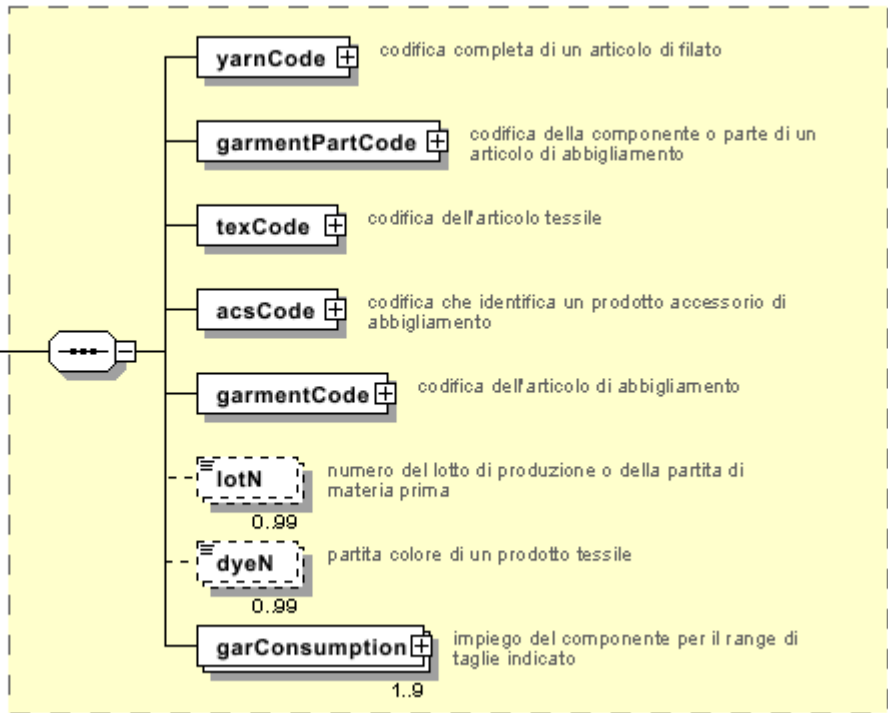 yarnCode
codifica completa di un articolo di filato
garmentPartCode
codifica della componente o parte di un
articolo di abbigliamento
texCode
codifica dell'articolo tessile
acsCode
codifica che identifica un prodotto accessorio di
abbigliamento
garmentCode
codifica dell'articolo di abbigliamento
lotN
numero del lotto di produzione o della partita di
materia prima
0..99
dyeN
partita colore di un prodotto tessile
0..99
garConsumption
impiego del componente per il range di
taglie indicato
1..9